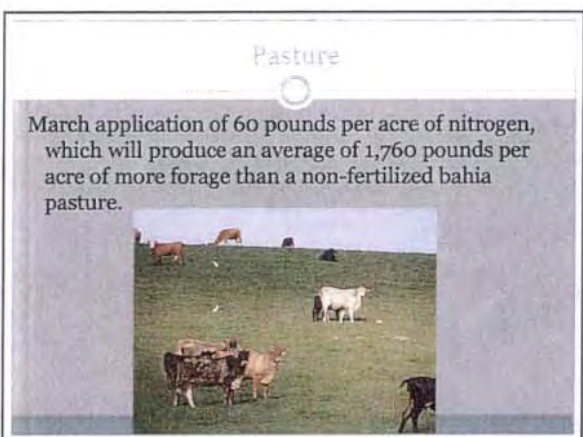 Pasture
March application of 60 pounds per acre of nitrogen,
which will produce an average of 1,760 pounds per
acre of more forage than a non-fertilized bahia
pasture.